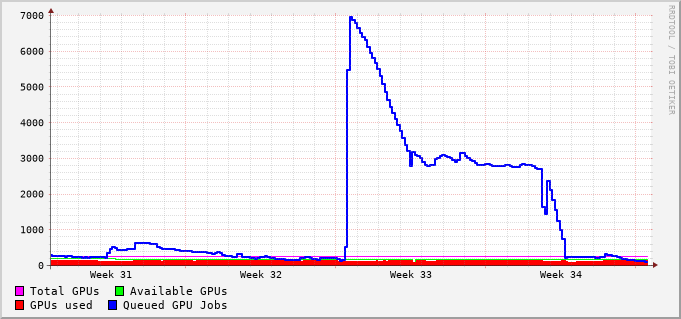 7000
6000
5000
4000
3000
2000
1000
0
Week 31 Week 32 Week 33 Week 34
Total GPUs Available GPUs
GPUs used Queued GPU Jobs
RRDTOOL / TOBI OETIKER